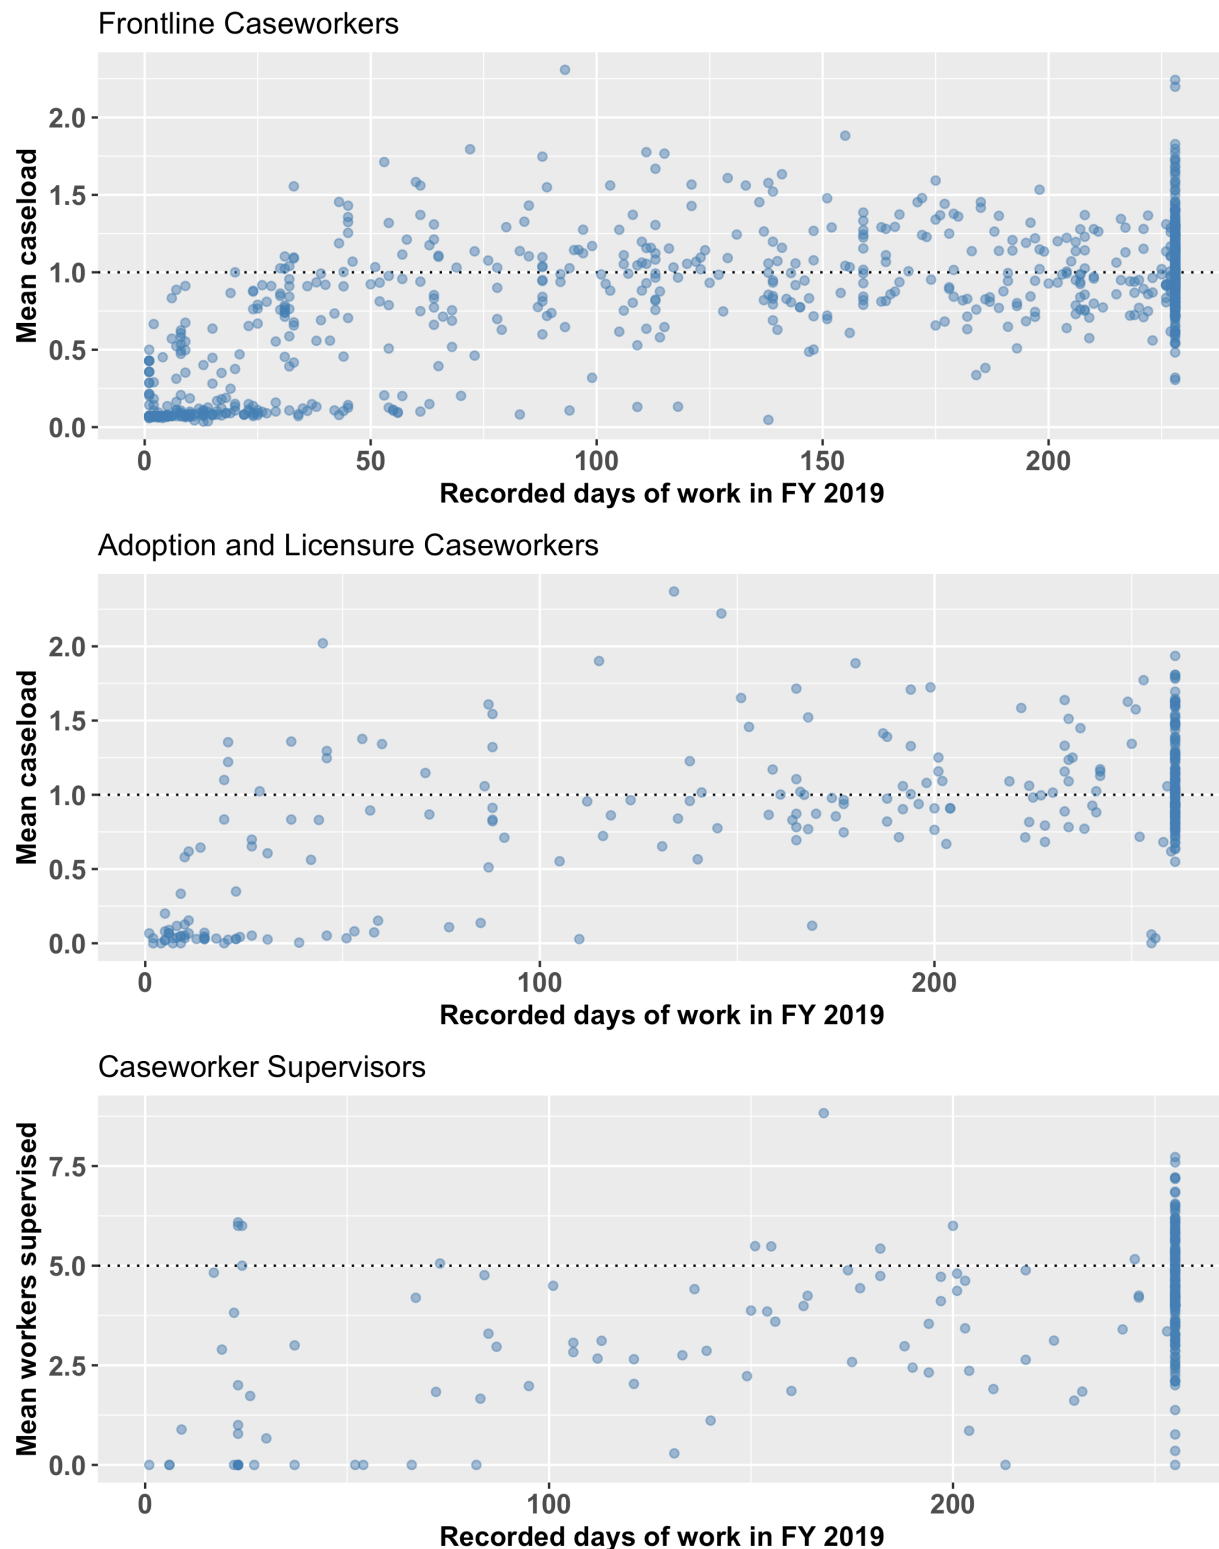 Frontline Caseworkers
Mean caseload
2.0
1.5
1.0
0.5
0.0
0 50 100 150 200
Recorded days of work in FY 2019
Adoption and Licensure Caseworkers
Mean caseload
2.0
1.5
1.0
0.5
0.0
0 100 200
Recorded days of work in FY 2019
Caseworker Supervisors
Mean workers supervised
7.5
5.0
2.5
0.0
0 100 200
Recorded days of work in FY 2019